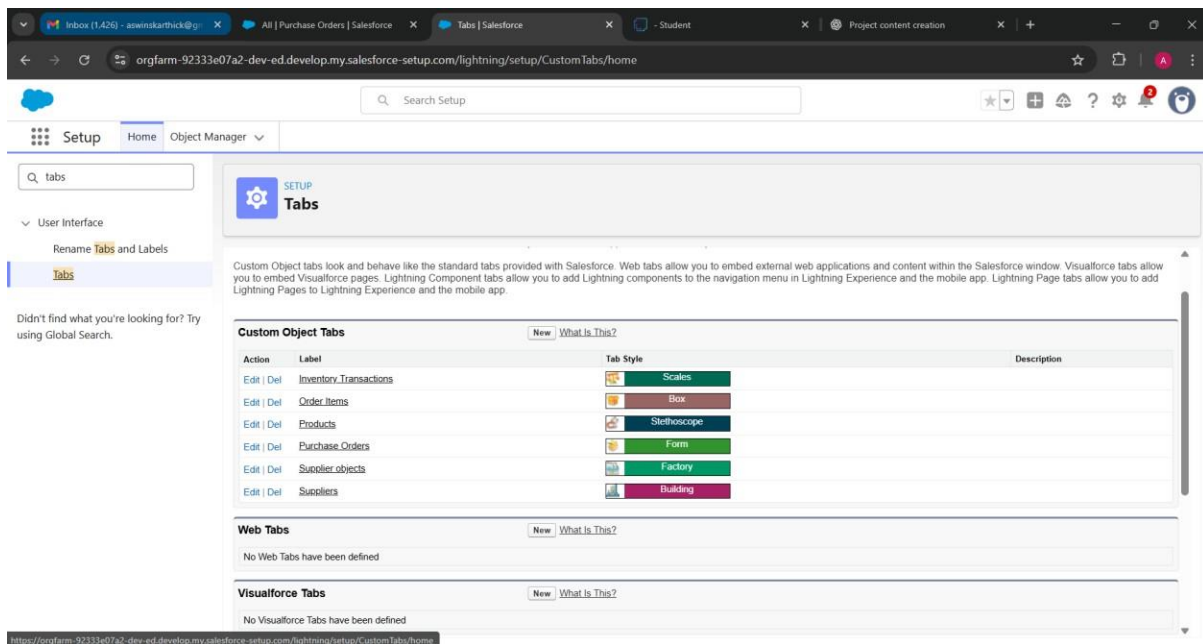 Inbox (1,426) - aswinskarthick@gm
All | Purchase Orders | Salesforce
Tabs | Salesforce
- Student
Project content creation
orgfarm-92333e07a2-dev-ed.develop.my.salesforce-setup.com/lightning/setup/CustomTabs/home
A
Search Setup
2
Setup
Home
Object Manager
tabs
SETUP
Tabs
User Interface
Rename Tabs and Labels
Tabs
Didn't find what you're looking for? Try
using Global Search.
Custom Object tabs look and behave like the standard tabs provided with Salesforce. Web tabs allow you to embed external web applications and content within the Salesforce window. Visualforce tabs allow
you to embed Visualforce pages. Lightning Component tabs allow you to add Lightning components to the navigation menu in Lightning Experience and the mobile app. Lightning Page tabs allow you to add
Lightning Pages to Lightning Experience and the mobile app.
Custom Object Tabs New What Is This?
Action Label Tab Style Description
Edit | Del Inventory Transactions Scales
Edit | Del Order Items Box
Edit | Del Products Stethoscope
Edit | Del Purchase Orders Form
Edit | Del Supplier objects Factory
Edit | Del Suppliers Building
Web Tabs New What Is This?
No Web Tabs have been defined
Visualforce Tabs New What Is This?
No Visualforce Tabs have been defined
https://orgfarm-92333e07a2-dev-ed.develop.my.salesforce-setup.com/lightning/setup/CustomTabs/home